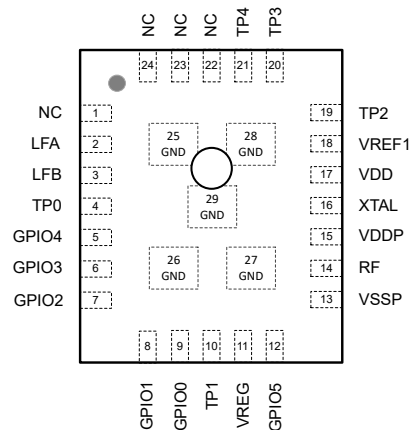 NC
NC
NC
TP4
TP3
24
23
22
21
20
NC
1
LFA
2
LFB
3
TP0
4
GPIO4
5
GPIO3
6
GPIO2
7
25
GND
28
GND
29
GND
26
GND
27
GND
19
TP2
18
VREF1
17
VDD
16
XTAL
15
VDDP
14
RF
13
VSSP
8
9
10
11
12
GPIO1
GPIO0
TP1
VREG
GPIO5